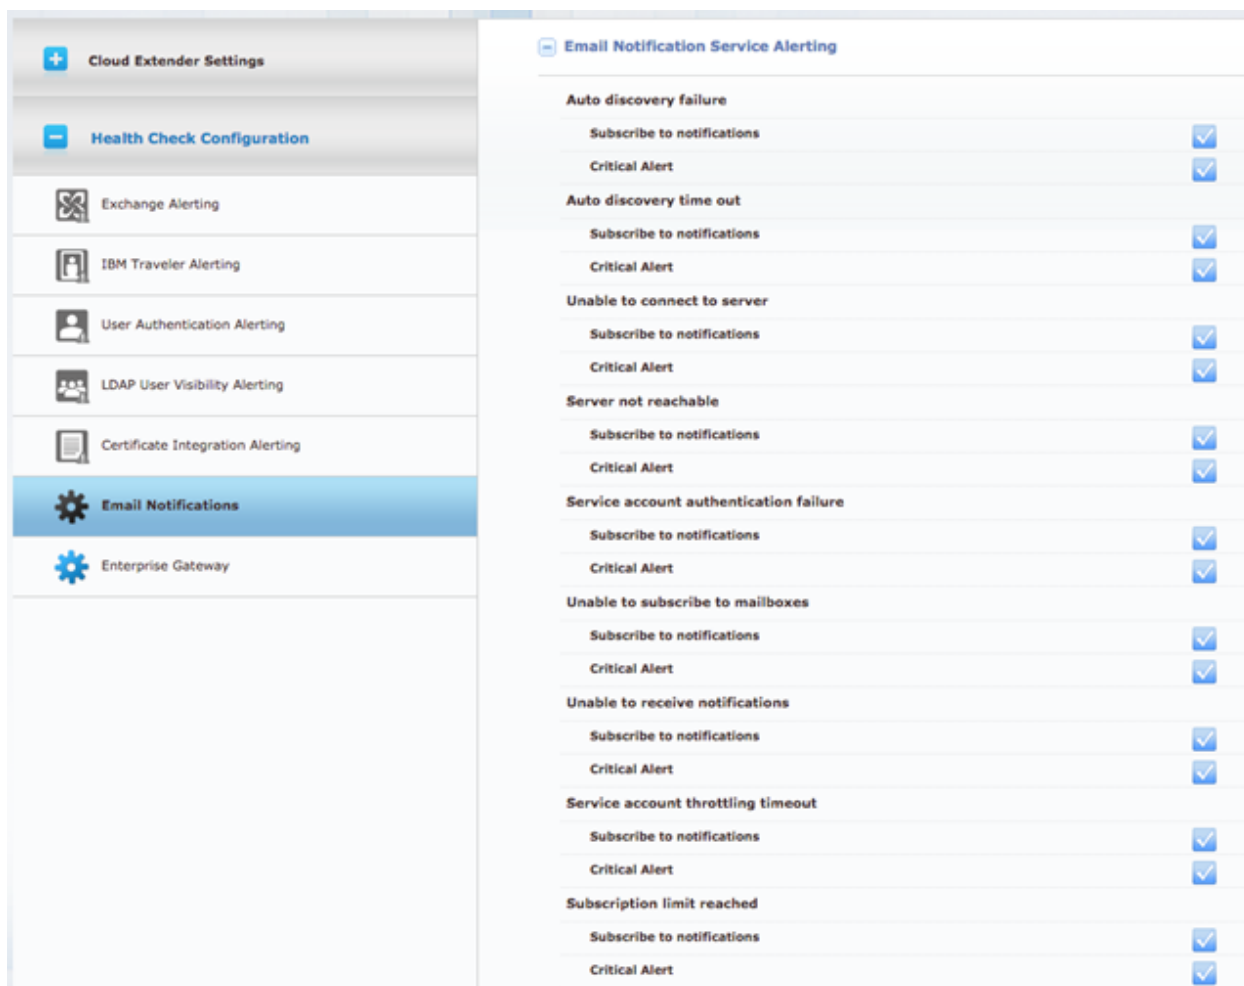 Cloud Extender Settings
Health Check Configuration
Exchange Alerting
IBM Traveler Alerting
User Authentication Alerting
LDAP User Visibility Alerting
Certificate Integration Alerting
Email Notifications
Enterprise Gateway
Email Notification Service Alerting
Auto discovery failure
Subscribe to notifications
Critical Alert
Auto discovery time out
Subscribe to notifications
Critical Alert
Unable to connect to server
Subscribe to notifications
Critical Alert
Server not reachable
Subscribe to notifications
Critical Alert
Service account authentication failure
Subscribe to notifications
Critical Alert
Unable to subscribe to mailboxes
Subscribe to notifications
Critical Alert
Unable to receive notifications
Subscribe to notifications
Critical Alert
Service account throttling timeout
Subscribe to notifications
Critical Alert
Subscription limit reached
Subscribe to notifications
Critical Alert